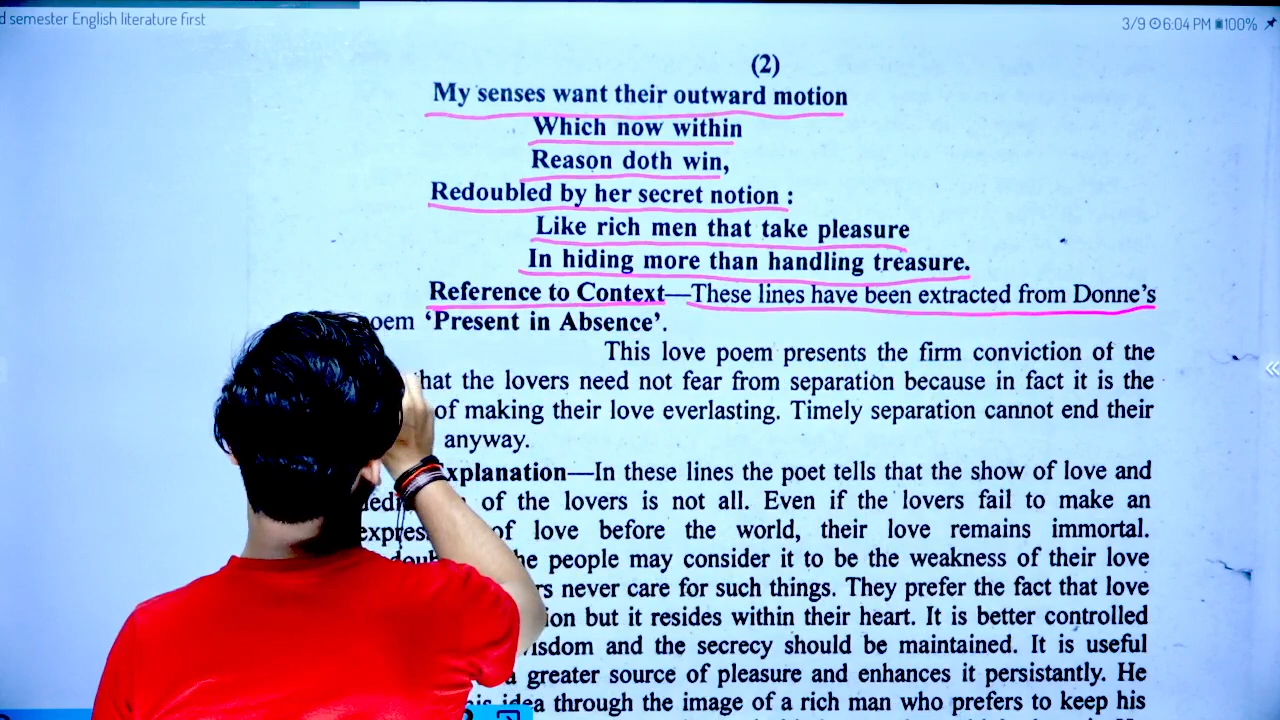 d semester English literature first
3/9 6:04 PM 100%
(2)
My senses want their outward motion
Which now within
Reason doth win,
Redoubled by her secret notion :
Like rich men that take pleasure
In hiding more than handling treasure.
Reference to Context—These lines have been extracted from Donne's
oem 'Present in Absence'.
This love poem presents the firm conviction of the
hat the lovers need not fear from separation because in fact it is the
of making their love everlasting. Timely separation cannot end their
anyway.
xplanation—In these lines the poet tells that the show of love and
of the lovers is not all. Even if the lovers fail to make an
expres of love before the world, their love remains immortal.
doub he people may consider it to be the weakness of their love
rs never care for such things. They prefer the fact that love
ion but it resides within their heart. It is better controlled
isdom and the secrecy should be maintained. It is useful
a greater source of pleasure and enhances it persistantly. He
his idea through the image of a rich man who prefers to keep his